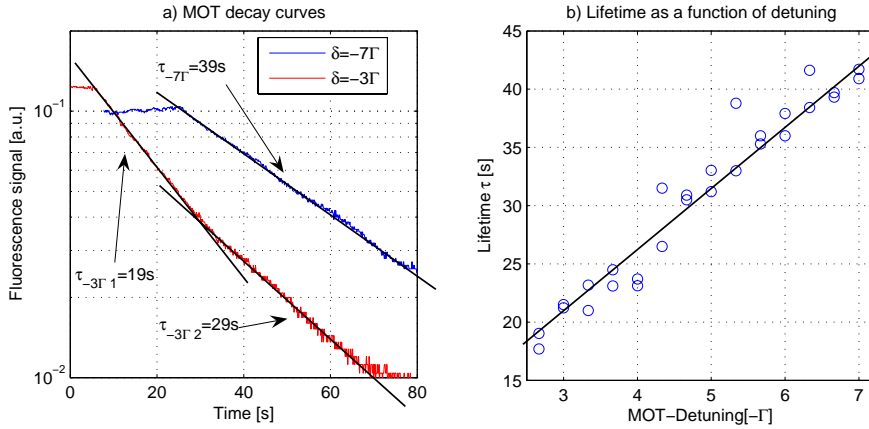 a) MOT decay curves
δ=−7Γ
δ=−3Γ
τ−7Γ=39s
τ−3Γ 1=19s
τ−3Γ 2=29s
10−1
10−2
Fluorescence signal [a.u.]
0 20 40 60 80
Time [s]
b) Lifetime as a function of detuning
45
40
35
30
25
20
15
Lifetime τ [s]
3 4 5 6 7
MOT−Detuning[−Γ]